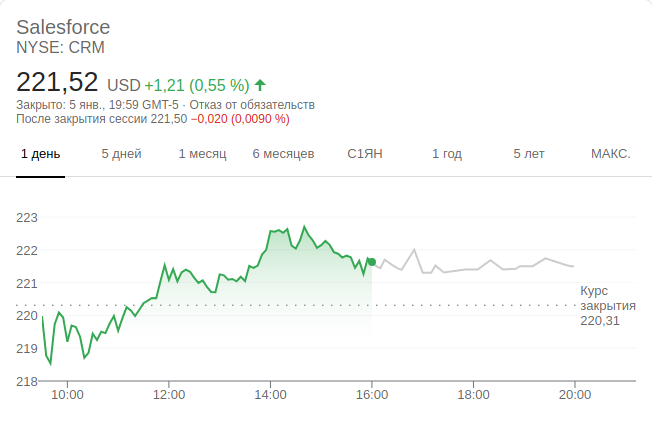 Salesforce
NYSE: CRM
221,52 USD +1,21 (0,55 %)
Закрыто: 5 янв., 19:59 GMT-5 · Отказ от обязательств
После закрытия сессии 221,50 −0,020 (0,0090 %)
1 день 5 дней 1 месяц 6 месяцев С1ЯН 1 год 5 лет МАКС.
223
222
221
220
219
218
Курс
закрытия
220,31
10:00 12:00 14:00 16:00 18:00 20:00